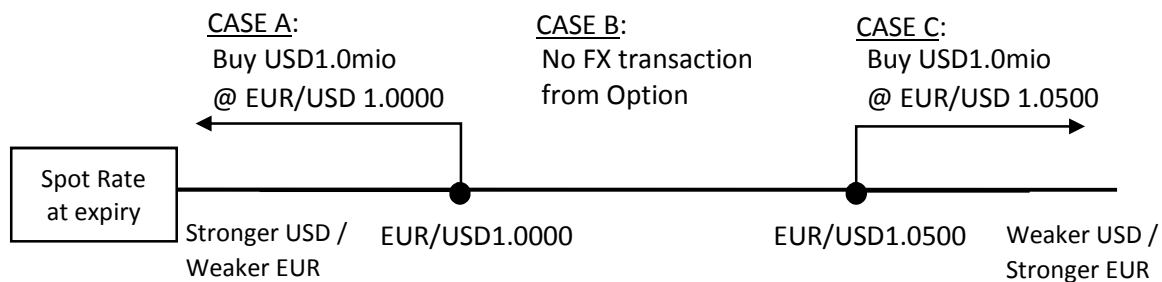 CASE A:
Buy USD1.0mio
@ EUR/USD 1.0000
CASE B:
No FX transaction
from Option
CASE C:
Buy USD1.0mio
@ EUR/USD 1.0500
Spot Rate
at expiry
Stronger USD /
Weaker EUR
EUR/USD1.0000
EUR/USD1.0500
Weaker USD /
Stronger EUR